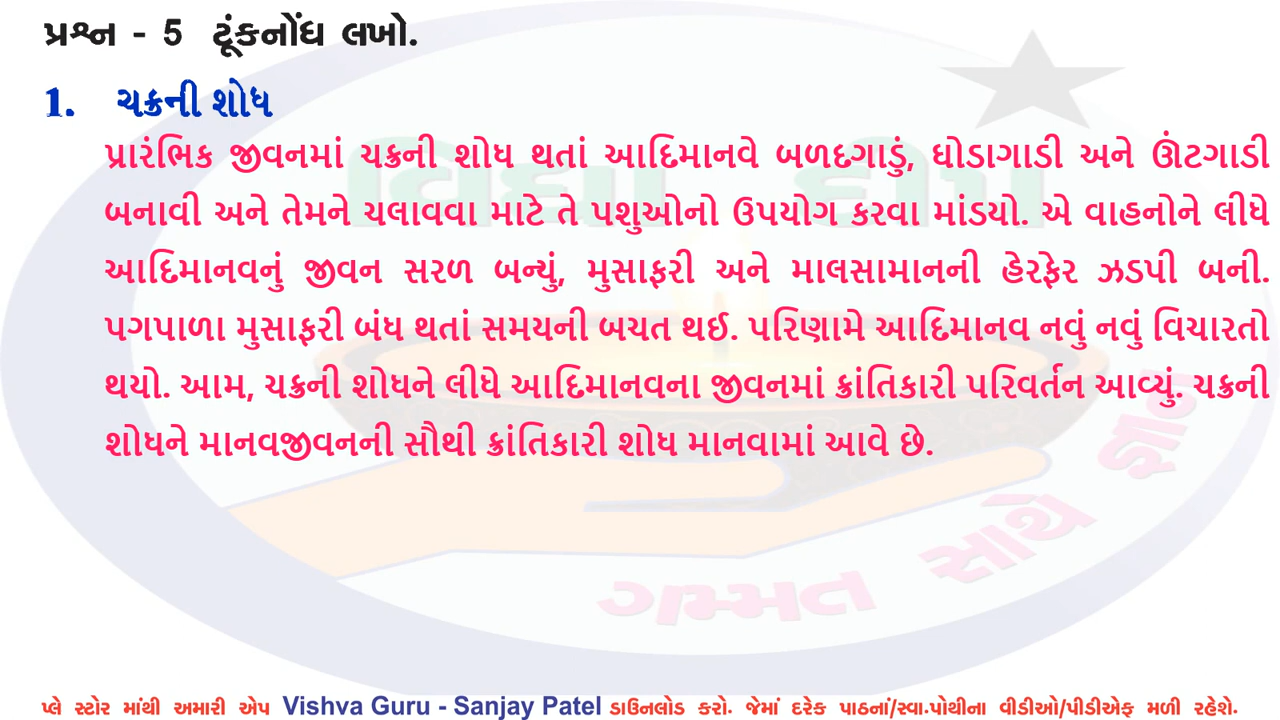 પ્રશ્ન - 5 ટૂંકનોંધ લખો.
1. ચક્રની શોધ
પ્રારંભિક જીવનમાં ચક્રની શોધ થતાં આદિમાનવે બળદગાડું, ઘોડાગાડી અને ઊંટગાડી
બનાવી અને તેમને ચલાવવા માટે તે પશુઓનો ઉપયોગ કરવા માંડયો. એ વાહનોને લીધે
આદિમાનવનું જીવન સરળ બન્યું, મુસાફરી અને માલસામાનની હેરફેર ઝડપી બની.
પગપાળા મુસાફરી બંધ થતાં સમયની બચત થઈ. પરિણામે આદિમાનવ નવું નવું વિચારતો
થયો. આમ, ચક્રની શોધને લીધે આદિમાનવના જીવનમાં ક્રાંતિકારી પરિવર્તન આવ્યું. ચક્રની
શોધને માનવજીવનની સૌથી ક્રાંતિકારી શોધ માનવામાં આવે છે.
વિદ્યા દીપ
ગમ્મત સાથે જ્ઞાન
પ્લે સ્ટોર માંથી અમારી એપ Vishva Guru - Sanjay Patel ડાઉનલોડ કરો. જેમાં દરેક પાઠનાં/સ્વા.પોથીના વીડીઓ/પીડીએફ મળી રહેશે.